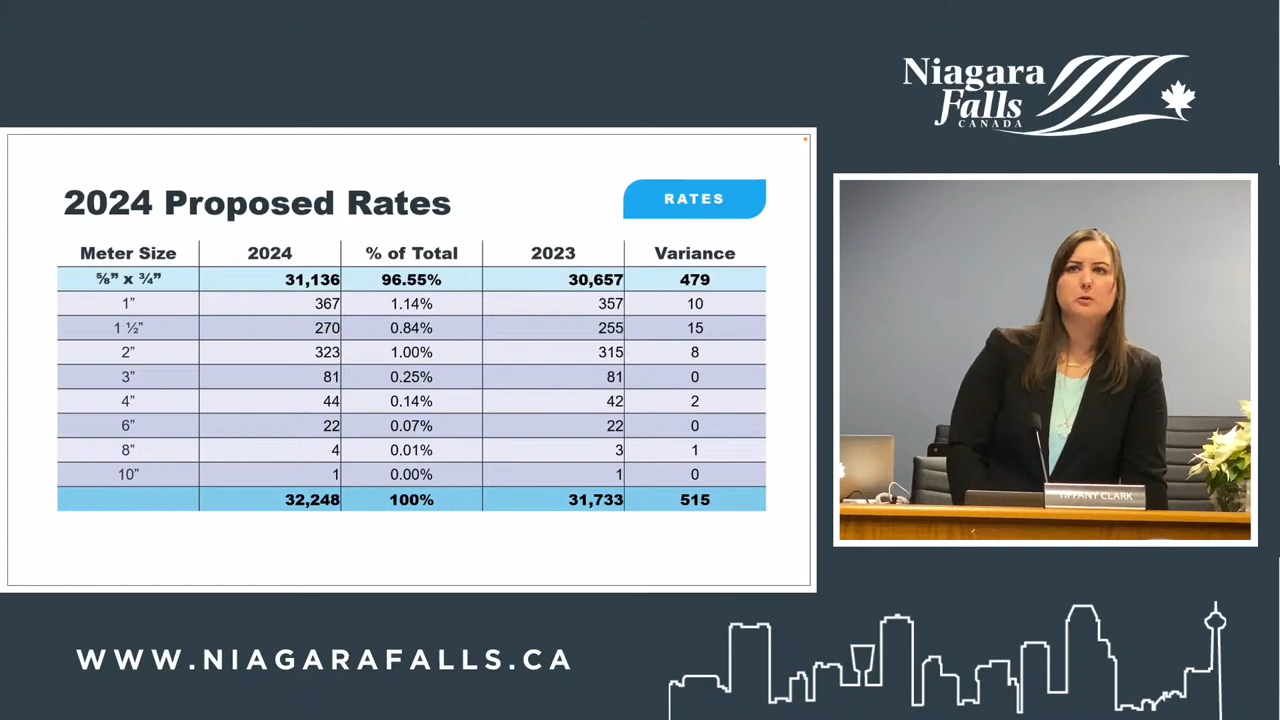 Niagara
Falls
CANADA
2024 Proposed Rates
RATES
Meter Size 2024 % of Total 2023 Variance
⅝” x ¾” 31,136 96.55% 30,657 479
1” 367 1.14% 357 10
1 ½” 270 0.84% 255 15
2” 323 1.00% 315 8
3” 81 0.25% 81 0
4” 44 0.14% 42 2
6” 22 0.07% 22 0
8” 4 0.01% 3 1
10” 1 0.00% 1 0
32,248 100% 31,733 515
TIFFANY CLARK
WWW.NIAGARAFALLS.CA